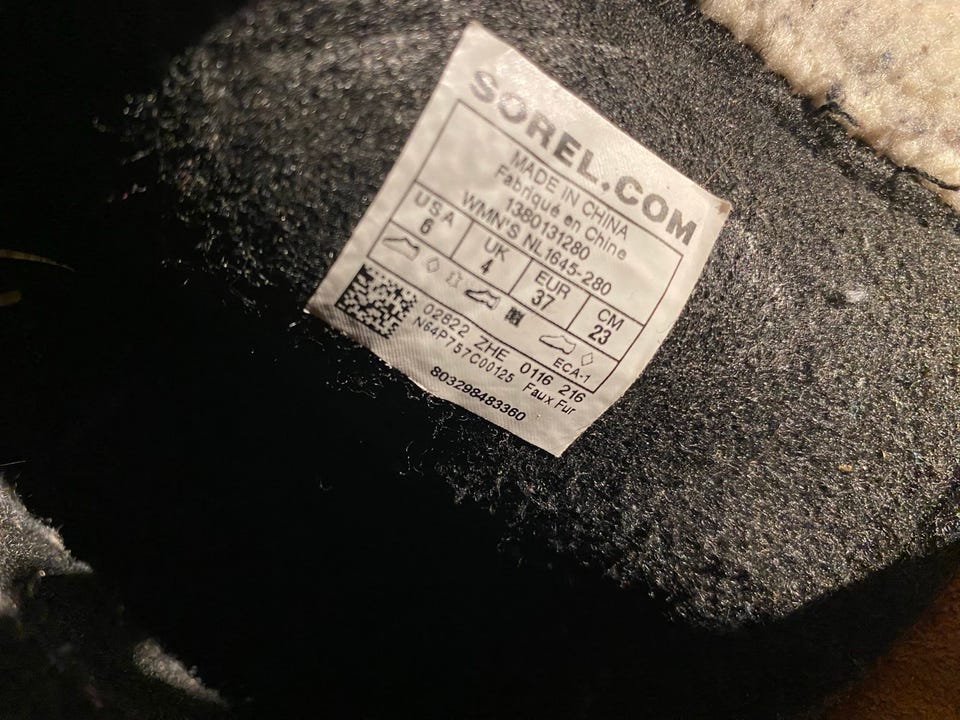 SOREL.COM
MADE IN CHINA
Fabriqué en Chine
1380131280
WMN'S NL1645-280
USA UK EUR CM
6 4 37 23
ECA-1
02822 ZHE 0116 216
N64P757C00125 Faux Fur
803298483360